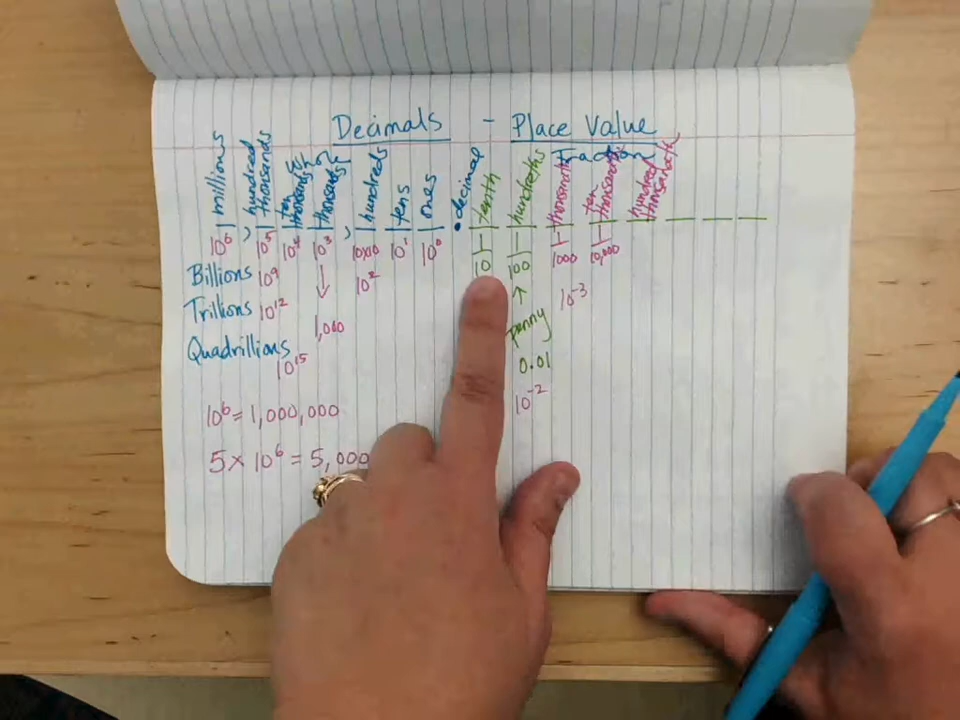 Decimals - Place Value
Fraction
millions , hundred thousands ten thousands thousands , hundreds tens ones . decimal tenth hundredths thousandth ten thousandths hundred thousandth
10⁶ 10⁵ 10⁴ 10³ 10x10 10¹ 10⁰ 1/10 1/100 1/1000 1/10,000
Billions 10⁹ ↓ 10² ↑ 10⁻³
Trillions 10¹² 1,000 penny
Quadrillions 10¹⁵ 0.01
10⁶ = 1,000,000 10⁻²
5 x 10⁶ = 5,000